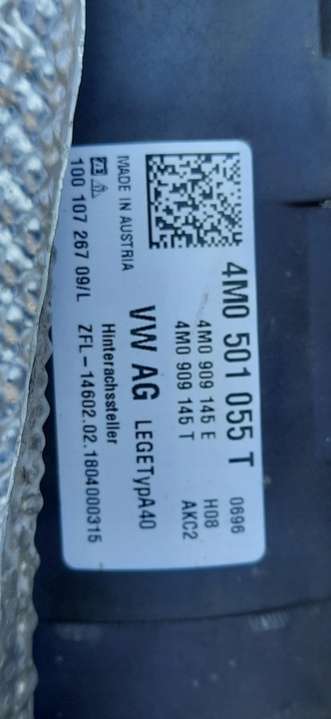 4M0 501 055 T 0696
4M0 909 145 E H08
4M0 909 145 T AKC2
VW AG LEGETypA40
MADE IN AUSTRIA Hinterachssteller
ZFL-14602.02.1804000315
100 107 267 09/L